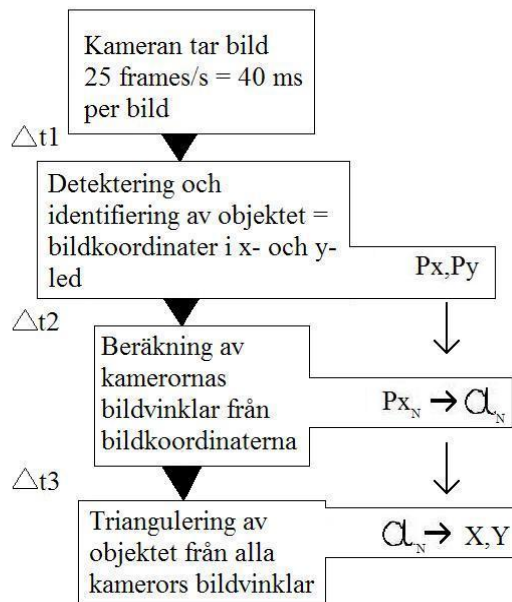 Kameran tar bild
25 frames/s = 40 ms
per bild
△t1
Detektering och
identifiering av objektet =
bildkoordinater i x- och y-
led
Px,Py
△t2
Beräkning av
kamerornas
bildvinklar från
bildkoordinaterna
Px_N → α_N
△t3
Triangulering av
objektet från alla
kamerors bildvinklar
α_N → X,Y